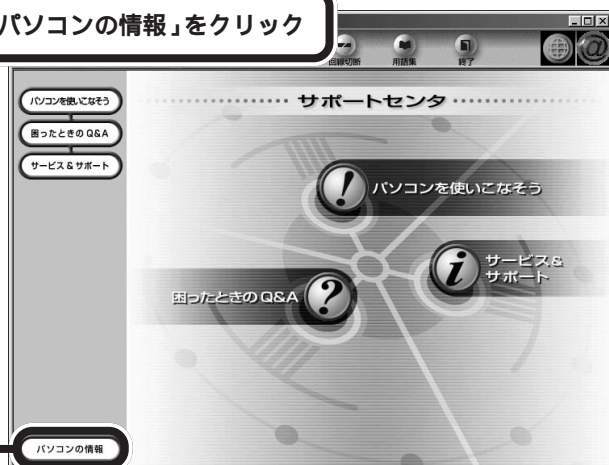 パソコンの情報」をクリック
回線切断 用語集 終了
パソコンを使いこなそう
困ったときのQ&A
サービス&サポート
サポートセンタ
パソコンを使いこなそう
サービス&
サポート
困ったときのQ&A
パソコンの情報